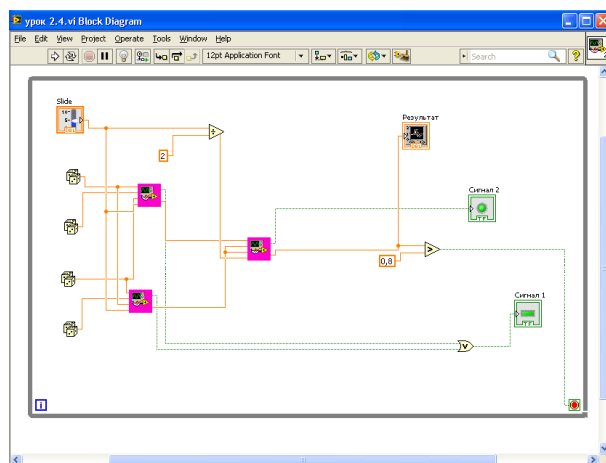 урок 2.4.vi Block Diagram
File Edit View Project Operate Tools Window Help
12pt Application Font
Search
?
Slide
Результат
2
Сигнал 2
0,8
>
Сигнал 1
V
i